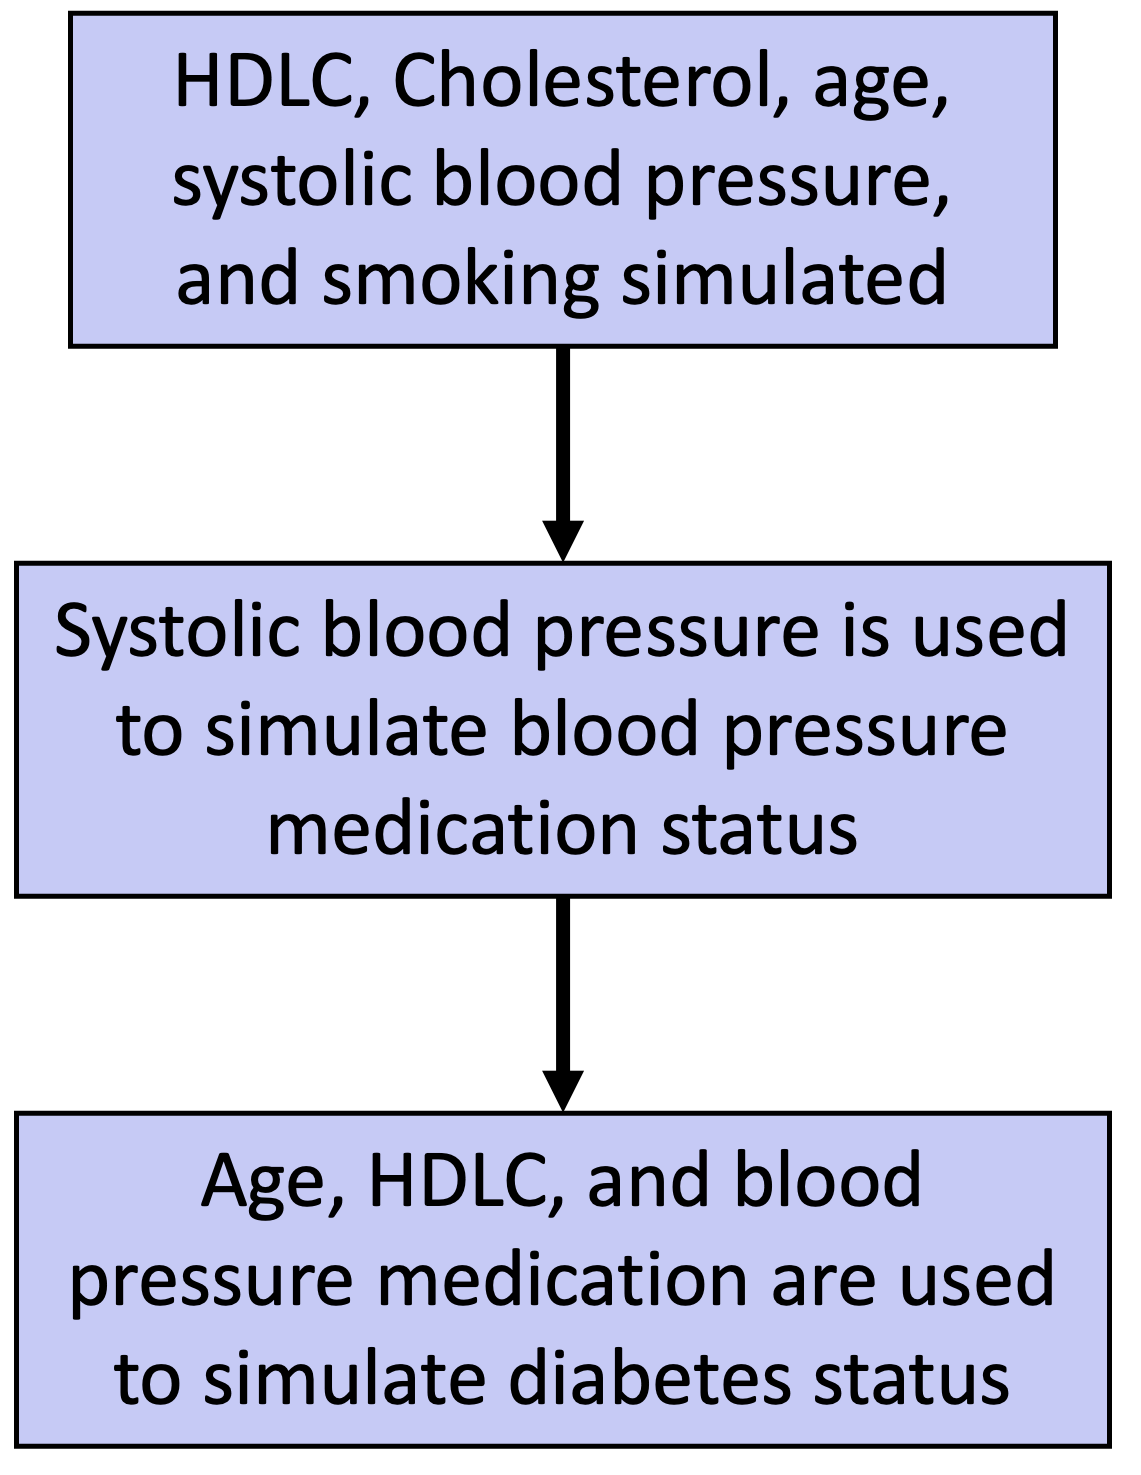 HDLC, Cholesterol, age,
systolic blood pressure,
and smoking simulated
Systolic blood pressure is used
to simulate blood pressure
medication status
Age, HDLC, and blood
pressure medication are used
to simulate diabetes status